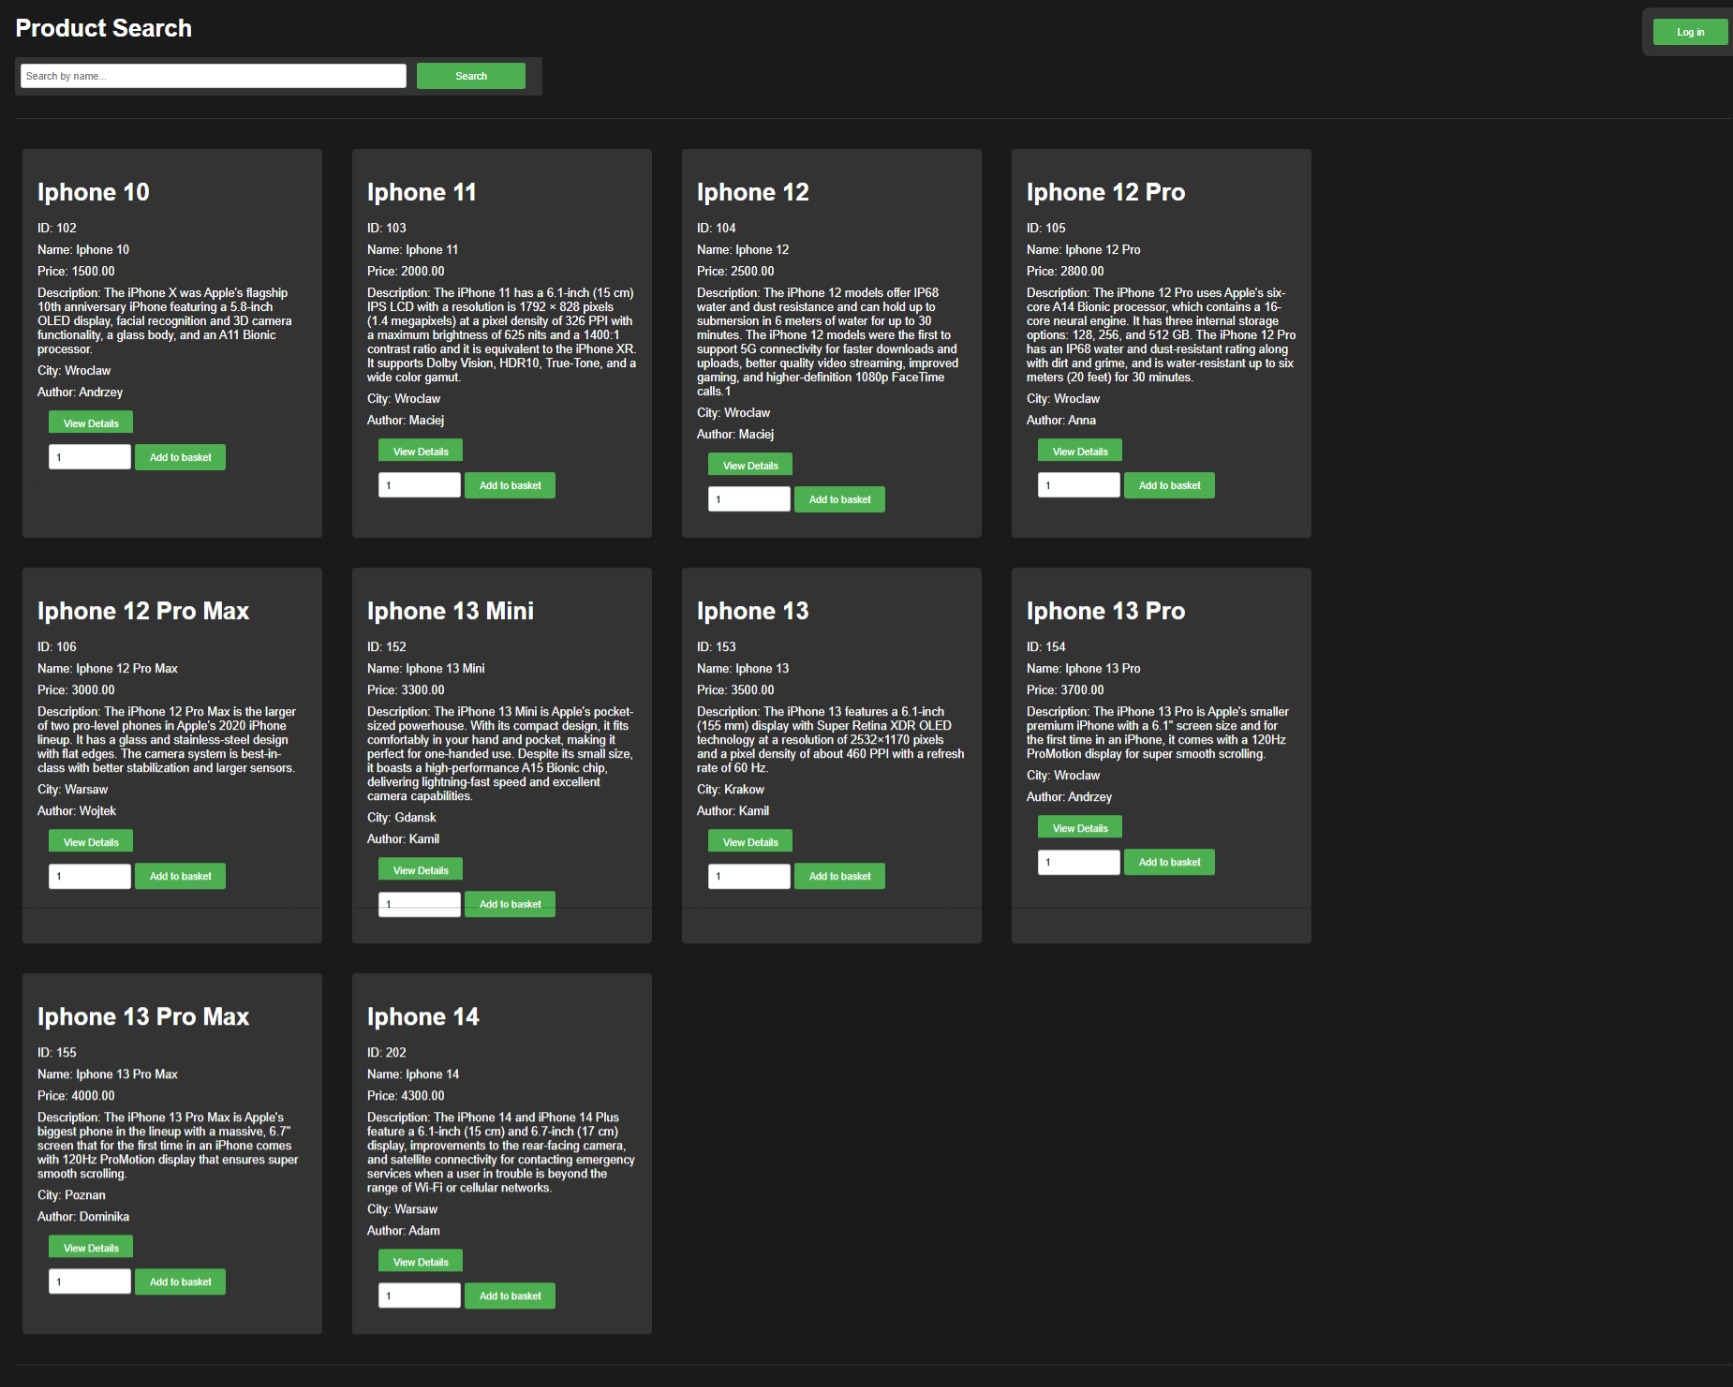 Product Search
Log in
Search by name...
Search
Iphone 10
ID: 102
Name: Iphone 10
Price: 1500.00
Description: The iPhone X was Apple's flagship
10th anniversary iPhone featuring a 5.8-inch
OLED display, facial recognition and 3D camera
functionality, a glass body, and an A11 Bionic
processor.
City: Wroclaw
Author: Andrzey
View Details
1
Add to basket
Iphone 11
ID: 103
Name: Iphone 11
Price: 2000.00
Description: The iPhone 11 has a 6.1-inch (15 cm)
IPS LCD with a resolution is 1792 × 828 pixels
(1.4 megapixels) at a pixel density of 326 PPI with
a maximum brightness of 625 nits and a 1400:1
contrast ratio and it is equivalent to the iPhone XR.
It supports Dolby Vision, HDR10, True-Tone, and a
wide color gamut.
City: Wroclaw
Author: Maciej
View Details
1
Add to basket
Iphone 12
ID: 104
Name: Iphone 12
Price: 2500.00
Description: The iPhone 12 models offer IP68
water and dust resistance and can hold up to
submersion in 6 meters of water for up to 30
minutes. The iPhone 12 models were the first to
support 5G connectivity for faster downloads and
uploads, better quality video streaming, improved
gaming, and higher-definition 1080p FaceTime
calls.1
City: Wroclaw
Author: Maciej
View Details
1
Add to basket
Iphone 12 Pro
ID: 105
Name: Iphone 12 Pro
Price: 2800.00
Description: The iPhone 12 Pro uses Apple's six-
core A14 Bionic processor, which contains a 16-
core neural engine. It has three internal storage
options: 128, 256, and 512 GB. The iPhone 12 Pro
has an IP68 water and dust-resistant rating along
with dirt and grime, and is water-resistant up to six
meters (20 feet) for 30 minutes.
City: Wroclaw
Author: Anna
View Details
1
Add to basket
Iphone 12 Pro Max
ID: 106
Name: Iphone 12 Pro Max
Price: 3000.00
Description: The iPhone 12 Pro Max is the larger
of two pro-level phones in Apple's 2020 iPhone
lineup. It has a glass and stainless-steel design
with flat edges. The camera system is best-in-
class with better stabilization and larger sensors.
City: Warsaw
Author: Wojtek
View Details
1
Add to basket
Iphone 13 Mini
ID: 152
Name: Iphone 13 Mini
Price: 3300.00
Description: The iPhone 13 Mini is Apple's pocket-
sized powerhouse. With its compact design, it fits
comfortably in your hand and pocket, making it
perfect for one-handed use. Despite its small size,
it boasts a high-performance A15 Bionic chip,
delivering lightning-fast speed and excellent
camera capabilities.
City: Gdansk
Author: Kamil
View Details
1
Add to basket
Iphone 13
ID: 153
Name: Iphone 13
Price: 3500.00
Description: The iPhone 13 features a 6.1-inch
(155 mm) display with Super Retina XDR OLED
technology at a resolution of 2532×1170 pixels
and a pixel density of about 460 PPI with a refresh
rate of 60 Hz.
City: Krakow
Author: Kamil
View Details
1
Add to basket
Iphone 13 Pro
ID: 154
Name: Iphone 13 Pro
Price: 3700.00
Description: The iPhone 13 Pro is Apple's smaller
premium iPhone with a 6.1" screen size and for
the first time in an iPhone, it comes with a 120Hz
ProMotion display for super smooth scrolling.
City: Wroclaw
Author: Andrzey
View Details
1
Add to basket
Iphone 13 Pro Max
ID: 155
Name: Iphone 13 Pro Max
Price: 4000.00
Description: The iPhone 13 Pro Max is Apple's
biggest phone in the lineup with a massive, 6.7"
screen that for the first time in an iPhone comes
with 120Hz ProMotion display that ensures super
smooth scrolling.
City: Poznan
Author: Dominika
View Details
1
Add to basket
Iphone 14
ID: 202
Name: Iphone 14
Price: 4300.00
Description: The iPhone 14 and iPhone 14 Plus
feature a 6.1-inch (15 cm) and 6.7-inch (17 cm)
display, improvements to the rear-facing camera,
and satellite connectivity for contacting emergency
services when a user in trouble is beyond the
range of Wi-Fi or cellular networks.
City: Warsaw
Author: Adam
View Details
1
Add to basket